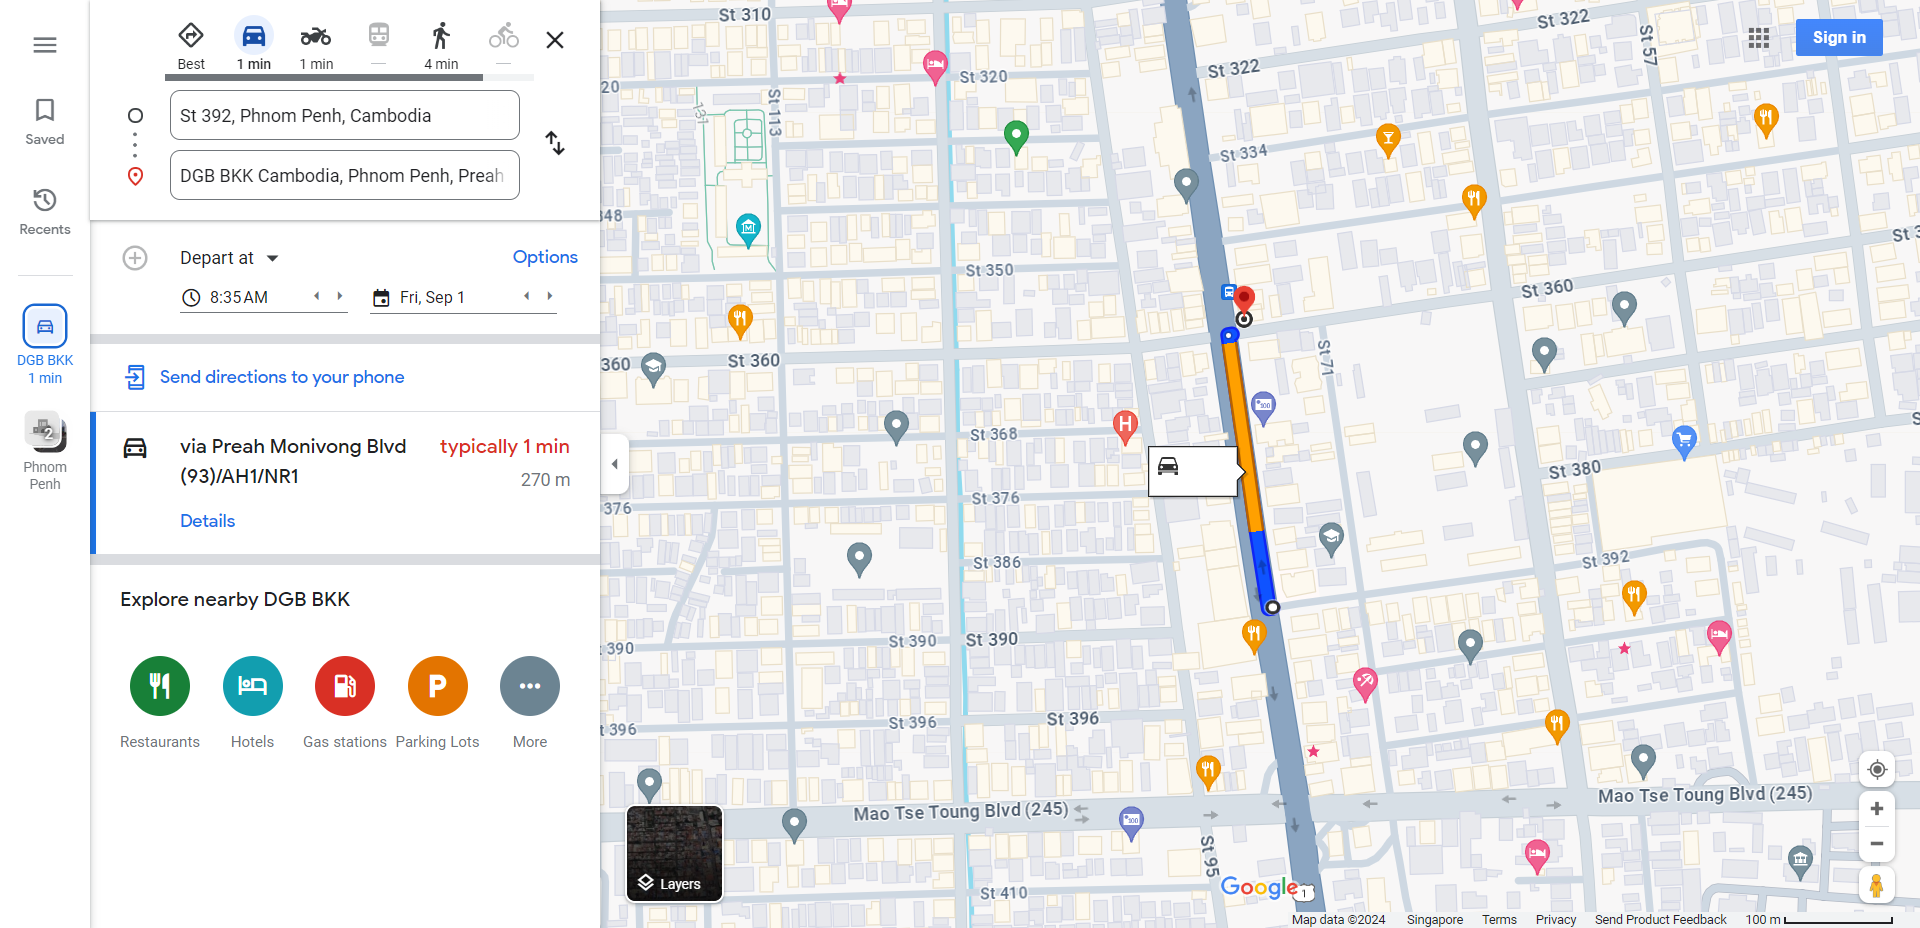 Saved
Recents
DGB BKK
1 min
2
Phnom
Penh
Best
1 min
1 min
—
4 min
—
St 392, Phnom Penh, Cambodia
DGB BKK Cambodia, Phnom Penh, Preah
Depart at
Options
8:35 AM
Fri, Sep 1
Send directions to your phone
via Preah Monivong Blvd
(93)/AH1/NR1
typically 1 min
270 m
Details
Explore nearby DGB BKK
P
Restaurants
Hotels
Gas stations
Parking Lots
More
Sign in
St 310
St 322
St 57
St 322
St 320
20
131
St 113
St 334
348
St 3
St 350
St 360
360
St 360
St 71
St 368
H
100
S
St 380
St 376
376
St 386
St 392
390
St 390
St 390
396
St 396
St 396
Mao Tse Toung Blvd (245)
Mao Tse Toung Blvd (245)
100
St 95
St 410
Layers
Google
1
Map data ©2024
Singapore
Terms
Privacy
Send Product Feedback
100 m